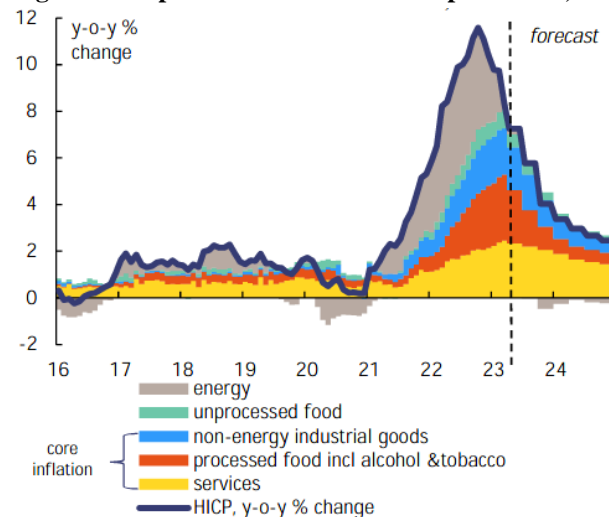 12
y-o-y %
change
forecast
10
8
6
4
2
0
-2
16 17 18 19 20 21 22 23 24
energy
unprocessed food
core
inflation
non-energy industrial goods
processed food incl alcohol &tobacco
services
HICP, y-o-y % change